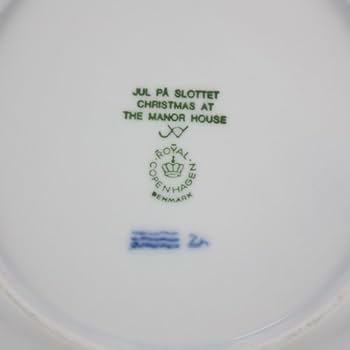 JUL PÅ SLOTTET
CHRISTMAS AT
THE MANOR HOUSE
ROYAL
COPENHAGEN
DENMARK